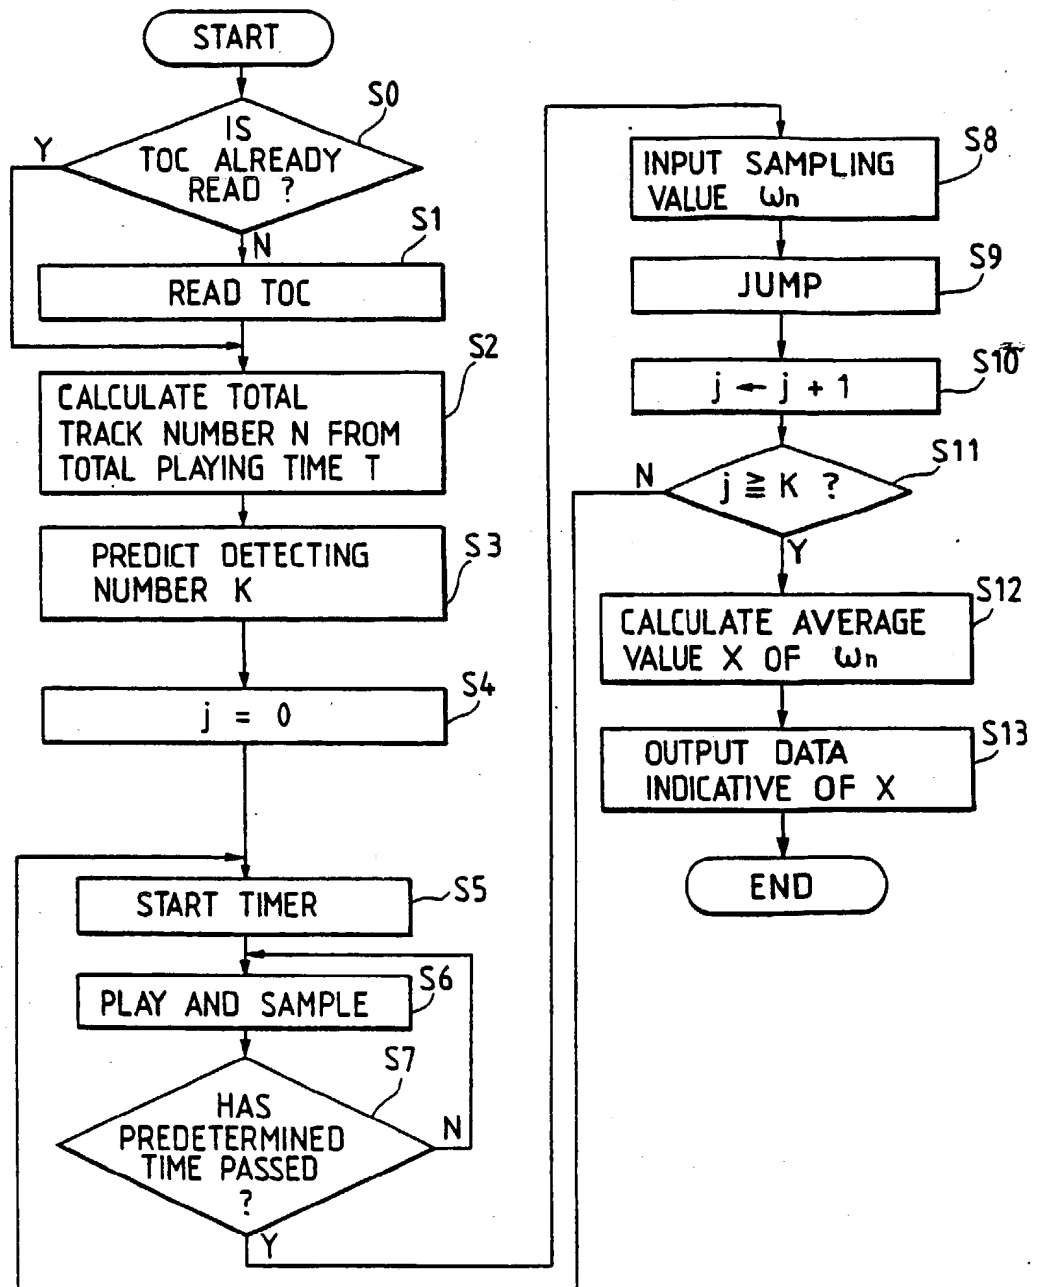 START
S0
IS
TOC ALREADY
READ ?
Y
N
S1
READ TOC
S2
CALCULATE TOTAL
TRACK NUMBER N FROM
TOTAL PLAYING TIME T
S3
PREDICT DETECTING
NUMBER K
S4
j = 0
S5
START TIMER
S6
PLAY AND SAMPLE
S7
HAS
PREDETERMINED
TIME PASSED
?
N
Y
S8
INPUT SAMPLING
VALUE ωn
S9
JUMP
S10
j ← j + 1
S11
j ≧ K ?
N
Y
S12
CALCULATE AVERAGE
VALUE X OF ωn
S13
OUTPUT DATA
INDICATIVE OF X
END